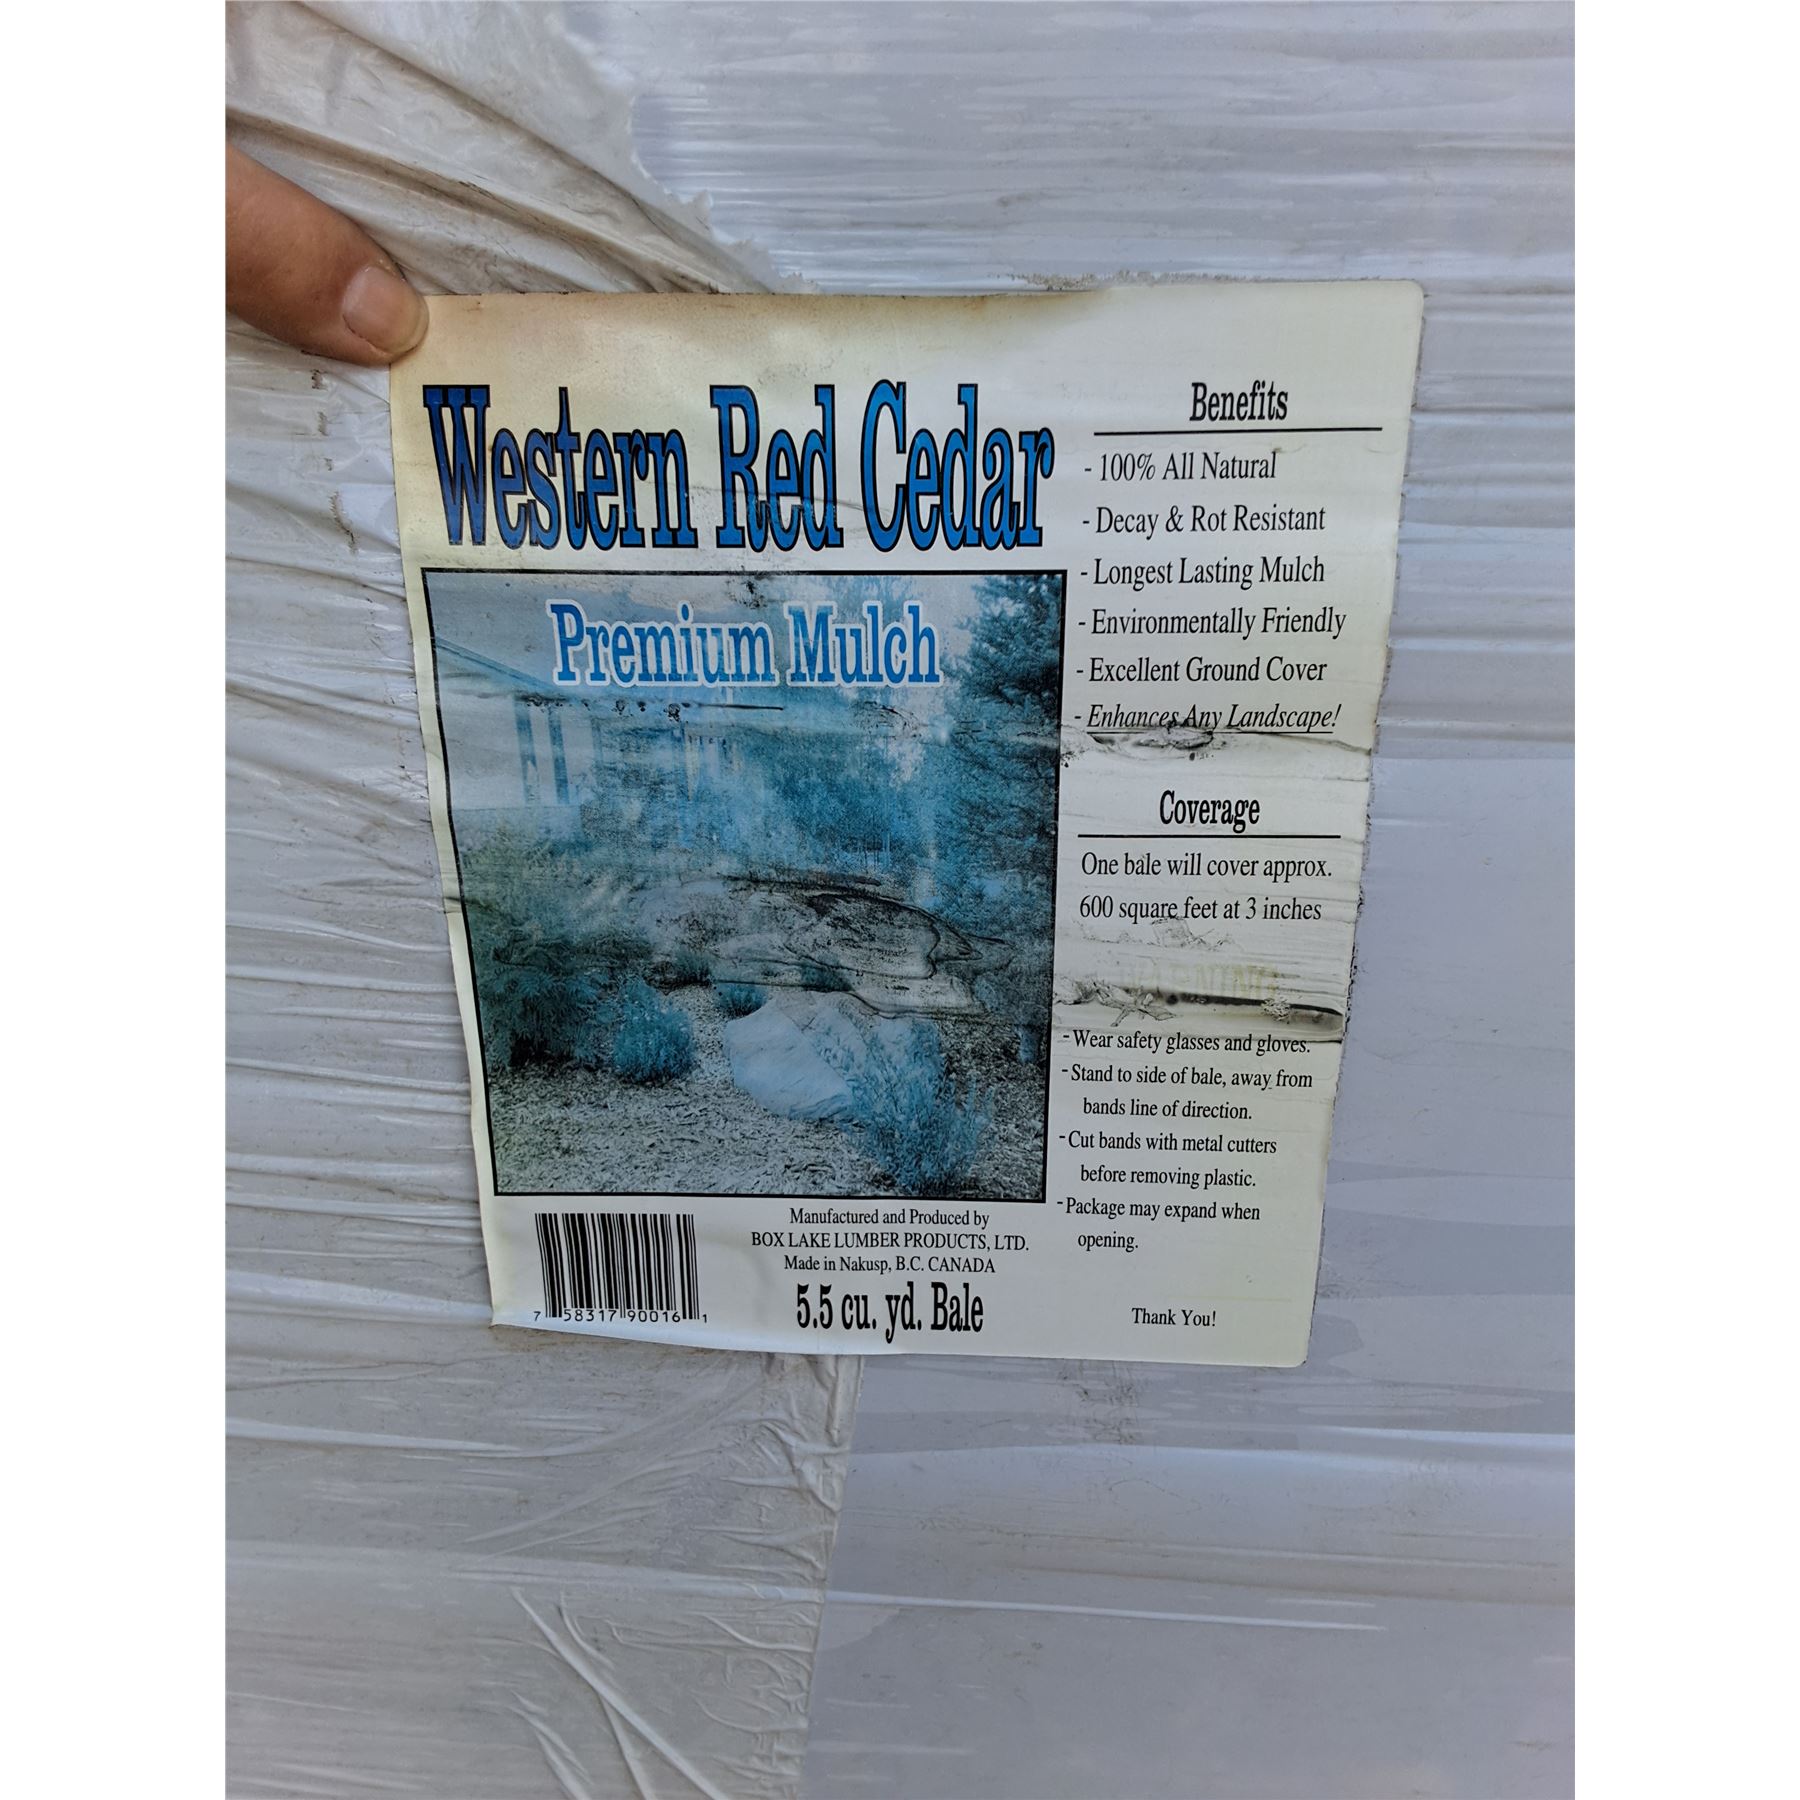 Western Red Cedar
Premium Mulch
Benefits
- 100% All Natural
- Decay & Rot Resistant
- Longest Lasting Mulch
- Environmentally Friendly
- Excellent Ground Cover
- Enhances Any Landscape!
Coverage
One bale will cover approx.
600 square feet at 3 inches
WARNING
- Wear safety glasses and gloves.
- Stand to side of bale, away from
bands line of direction.
- Cut bands with metal cutters
before removing plastic.
- Package may expand when
opening.
Thank You!
Manufactured and Produced by
BOX LAKE LUMBER PRODUCTS, LTD.
Made in Nakusp, B.C. CANADA
5.5 cu. yd. Bale
7 58317 90016 1